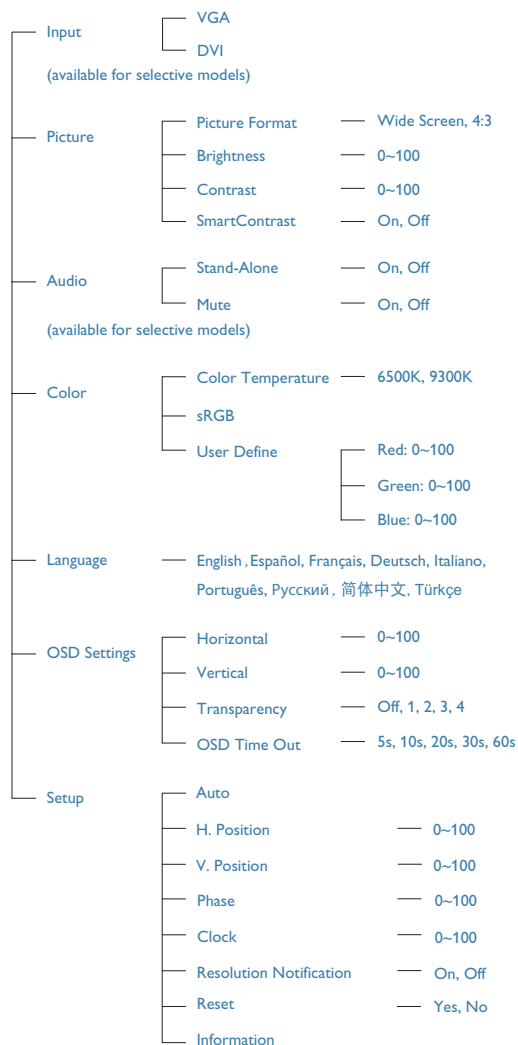 Input
VGA
DVI
(available for selective models)
Picture
Picture Format
Wide Screen, 4:3
Brightness
0~100
Contrast
0~100
SmartContrast
On, Off
Audio
Stand-Alone
On, Off
Mute
On, Off
(available for selective models)
Color
Color Temperature
6500K, 9300K
sRGB
User Define
Red: 0~100
Green: 0~100
Blue: 0~100
Language
English, Español, Français, Deutsch, Italiano,
Português, Русский, 简体中文, Türkçe
OSD Settings
Horizontal
0~100
Vertical
0~100
Transparency
Off, 1, 2, 3, 4
OSD Time Out
5s, 10s, 20s, 30s, 60s
Setup
Auto
H. Position
0~100
V. Position
0~100
Phase
0~100
Clock
0~100
Resolution Notification
On, Off
Reset
Yes, No
Information